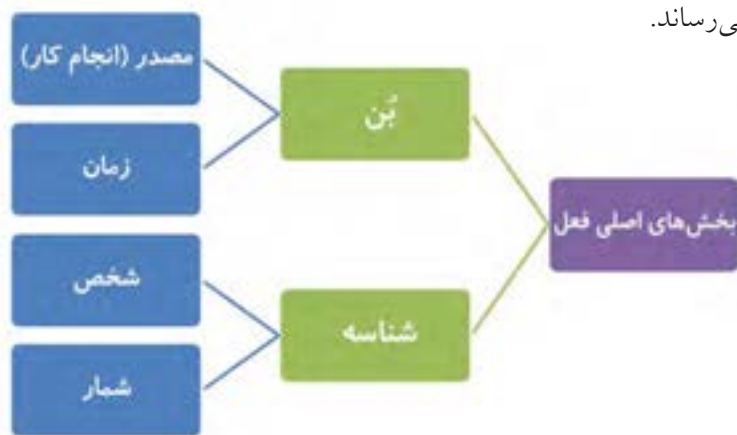 ی‌رساند.
بخش‌های اصلی فعل
بُن
مصدر (انجام کار)
زمان
شناسه
شخص
شمار